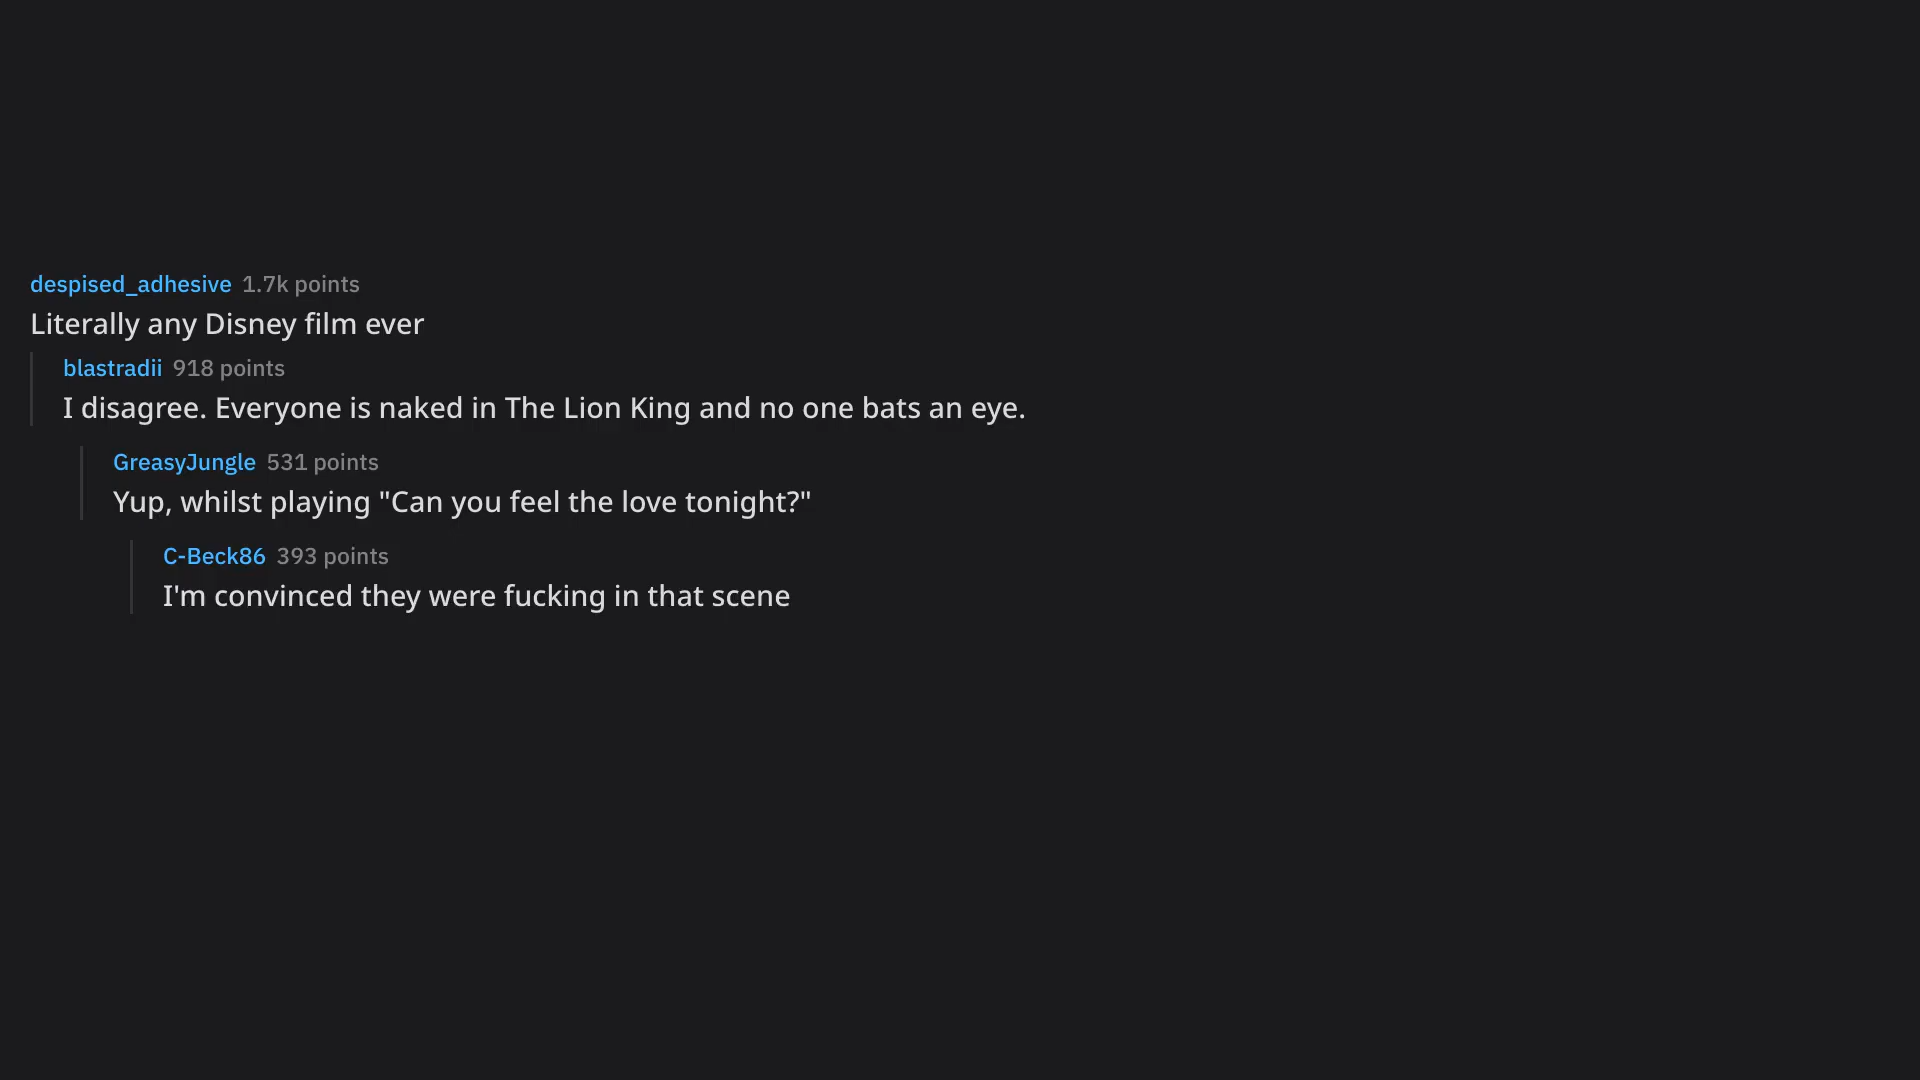 despised_adhesive 1.7k points
Literally any Disney film ever
blastradii 918 points
I disagree. Everyone is naked in The Lion King and no one bats an eye.
GreasyJungle 531 points
Yup, whilst playing "Can you feel the love tonight?"
C-Beck86 393 points
I'm convinced they were fucking in that scene